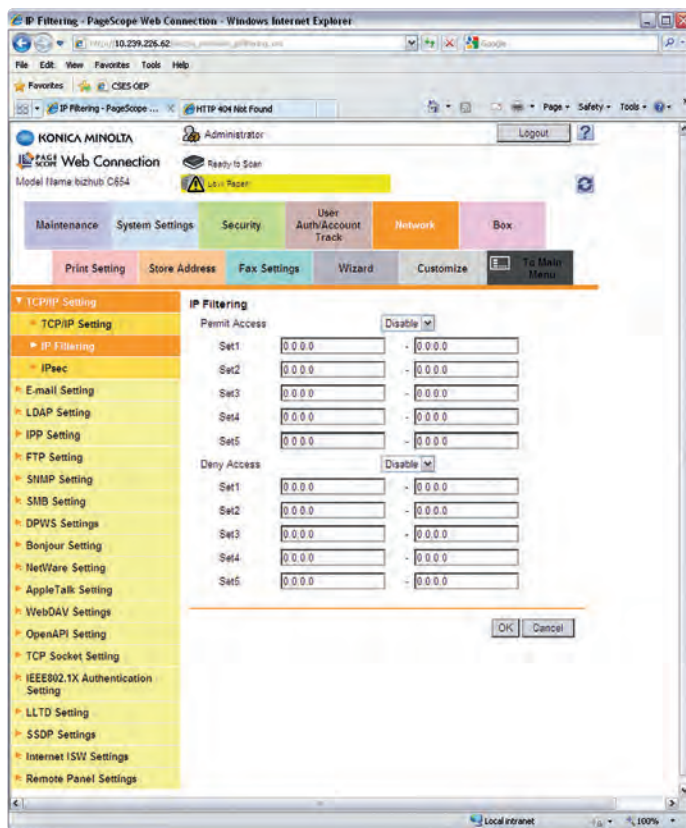 IP Filtering - PageScope Web Connection - Windows Internet Explorer
10.239.226.62
Google
File Edit View Favorites Tools Help
Favorites CSES OEP
IP Filtering - PageScope ... HTTP 404 Not Found
Page Safety Tools
KONICA MINOLTA Administrator Logout ?
PAGE SCOPE Web Connection Ready to Scan
Model Name:bizhub C654 Low Paper
Maintenance System Settings Security User Auth/Account Track Network Box
Print Setting Store Address Fax Settings Wizard Customize To Main Menu
TCP/IP Setting
TCP/IP Setting
IP Filtering
IPsec
E-mail Setting
LDAP Setting
IPP Setting
FTP Setting
SNMP Setting
SMB Setting
DPWS Settings
Bonjour Setting
NetWare Setting
AppleTalk Setting
WebDAV Settings
OpenAPI Setting
TCP Socket Setting
IEEE802.1X Authentication
Setting
LLTD Setting
SSDP Settings
Internet ISW Settings
Remote Panel Settings
IP Filtering
Permit Access Disable
Set1 0.0.0.0 - 0.0.0.0
Set2 0.0.0.0 - 0.0.0.0
Set3 0.0.0.0 - 0.0.0.0
Set4 0.0.0.0 - 0.0.0.0
Set5 0.0.0.0 - 0.0.0.0
Deny Access Disable
Set1 0.0.0.0 - 0.0.0.0
Set2 0.0.0.0 - 0.0.0.0
Set3 0.0.0.0 - 0.0.0.0
Set4 0.0.0.0 - 0.0.0.0
Set5 0.0.0.0 - 0.0.0.0
OK Cancel
Local intranet 100%